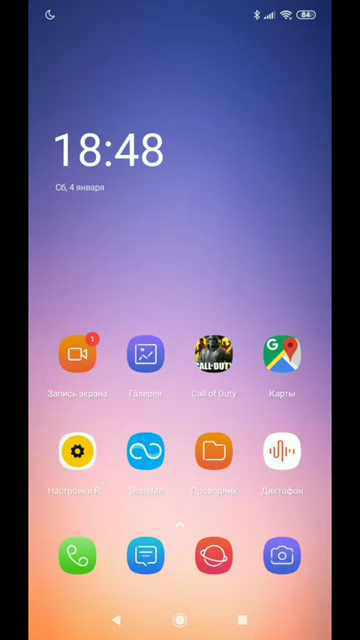 84
18:48
Сб, 4 января
1
CALL OF DUTY
G
Запись экрана
Галерея
Call of Duty
Карты
Настройки P..
ShareMe
Проводник
Диктофон